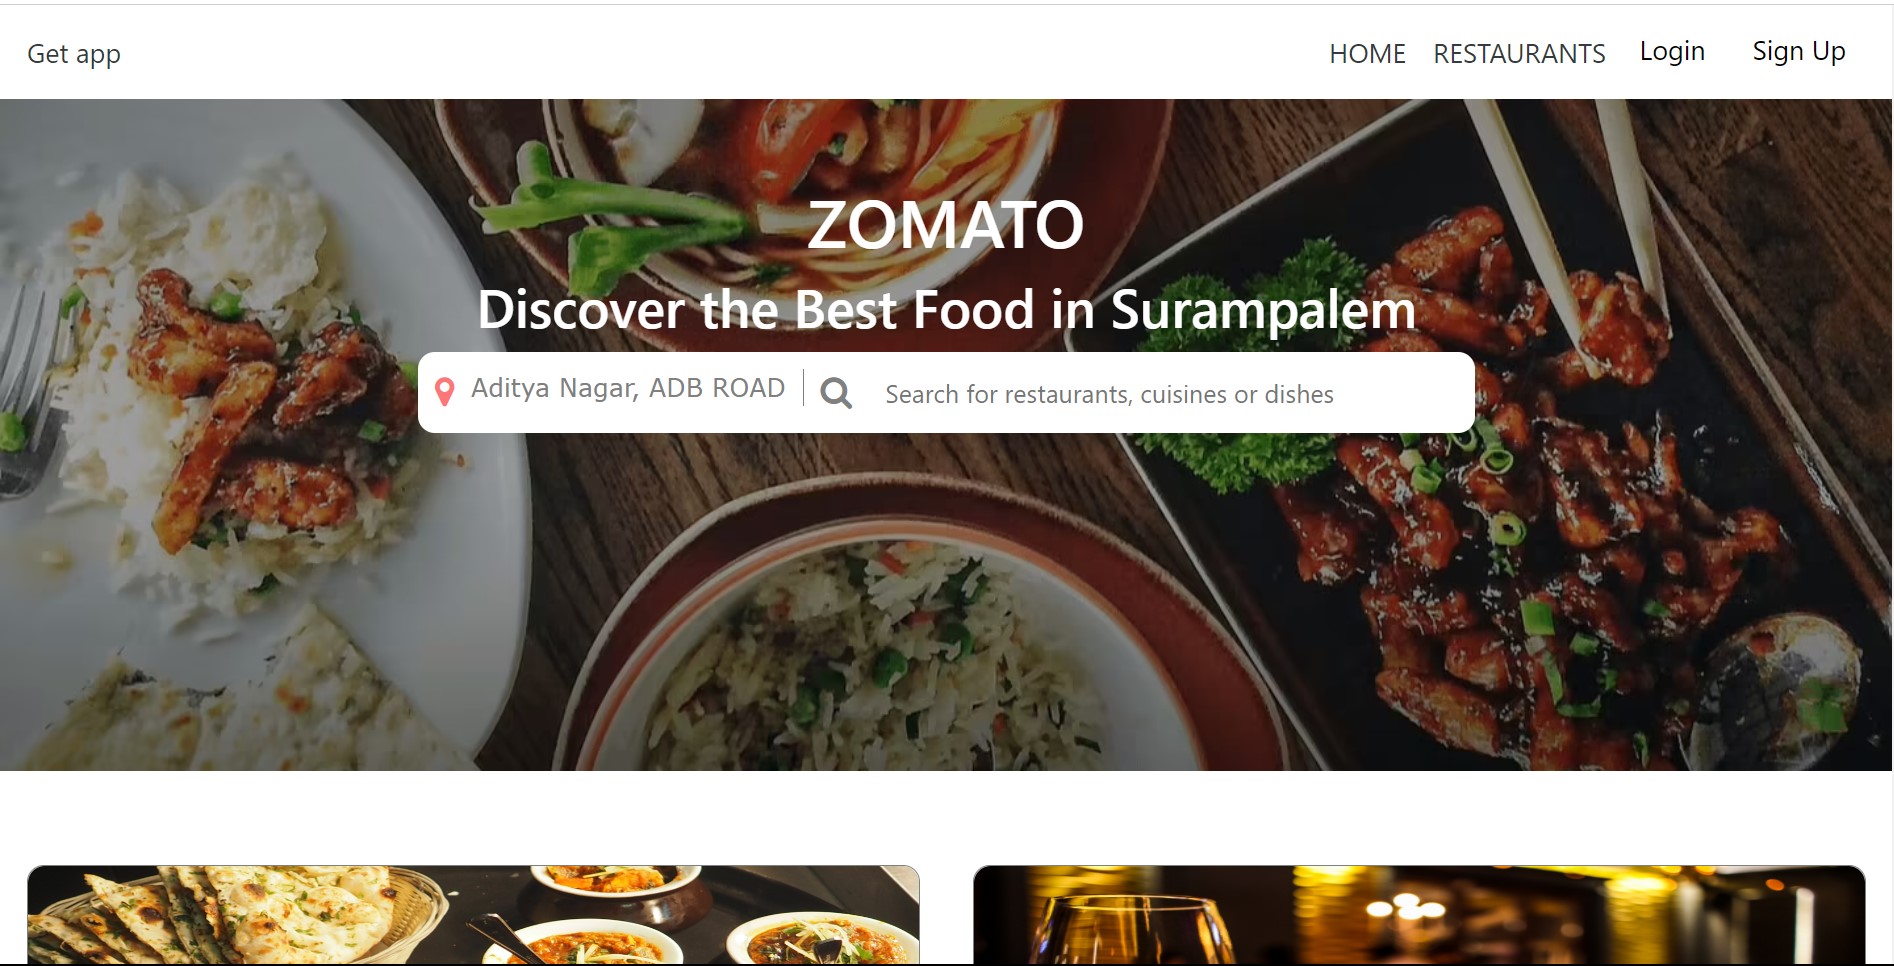 Get app
HOME RESTAURANTS Login Sign Up
ZOMATO
Discover the Best Food in Surampalem
Aditya Nagar, ADB ROAD
Search for restaurants, cuisines or dishes